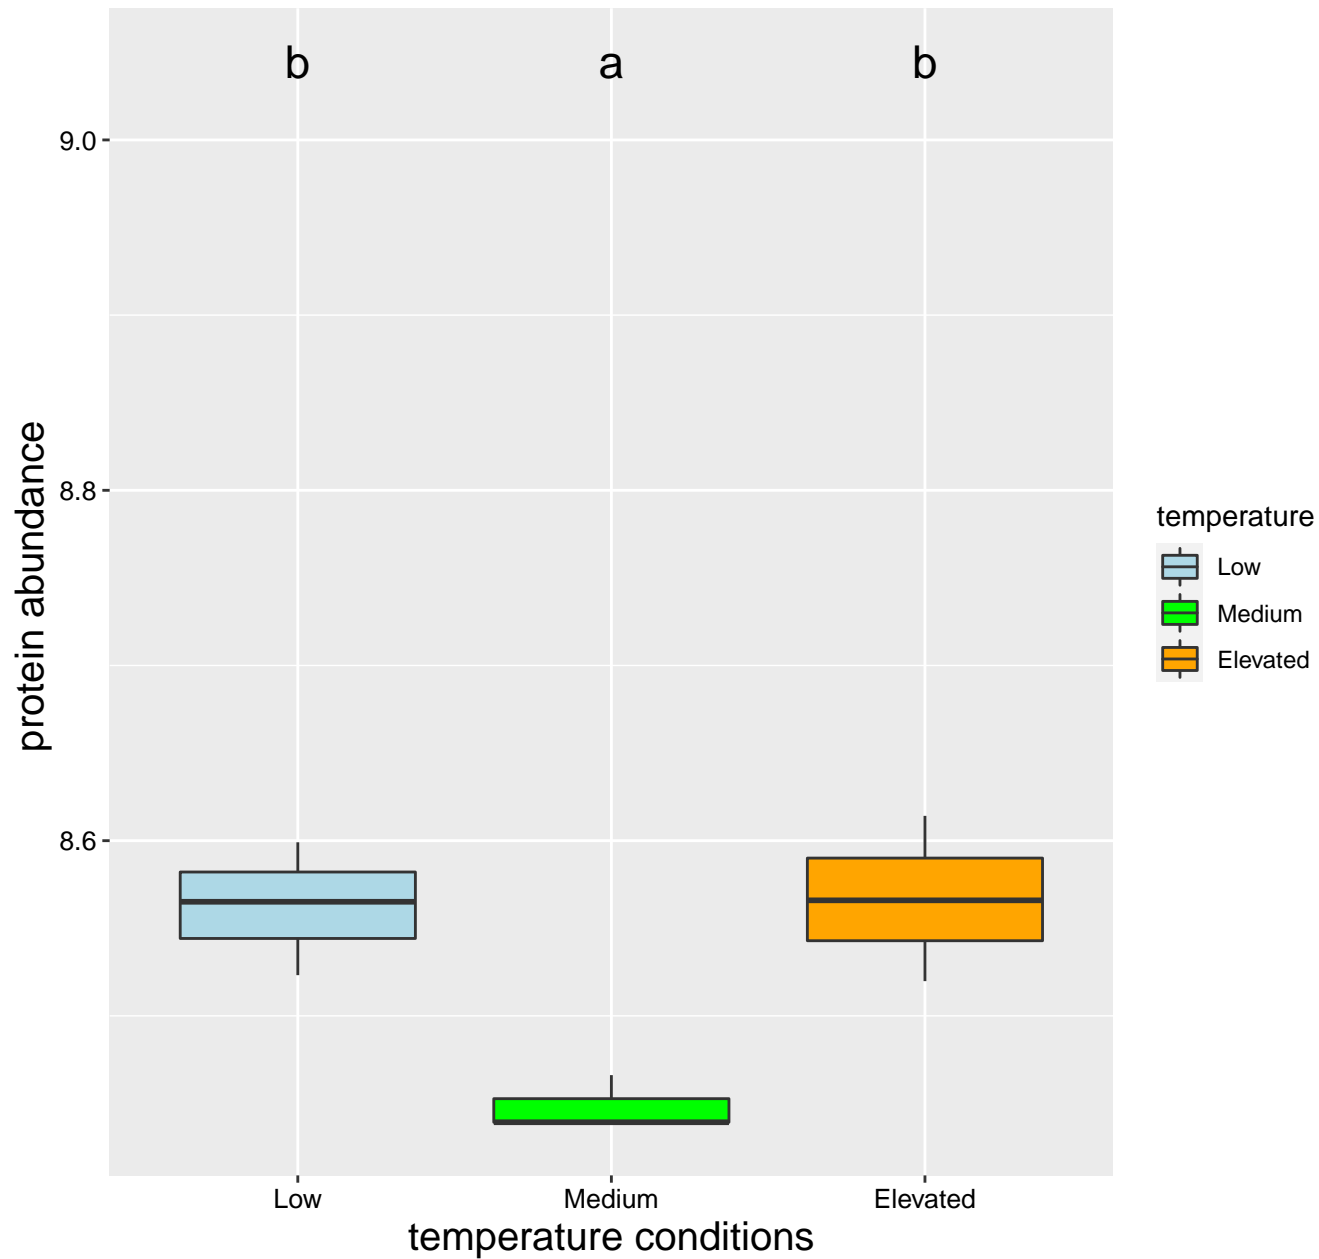 b a b
9.0
8.8
8.6
protein abundance
Low Medium Elevated
temperature conditions
temperature
Low
Medium
Elevated